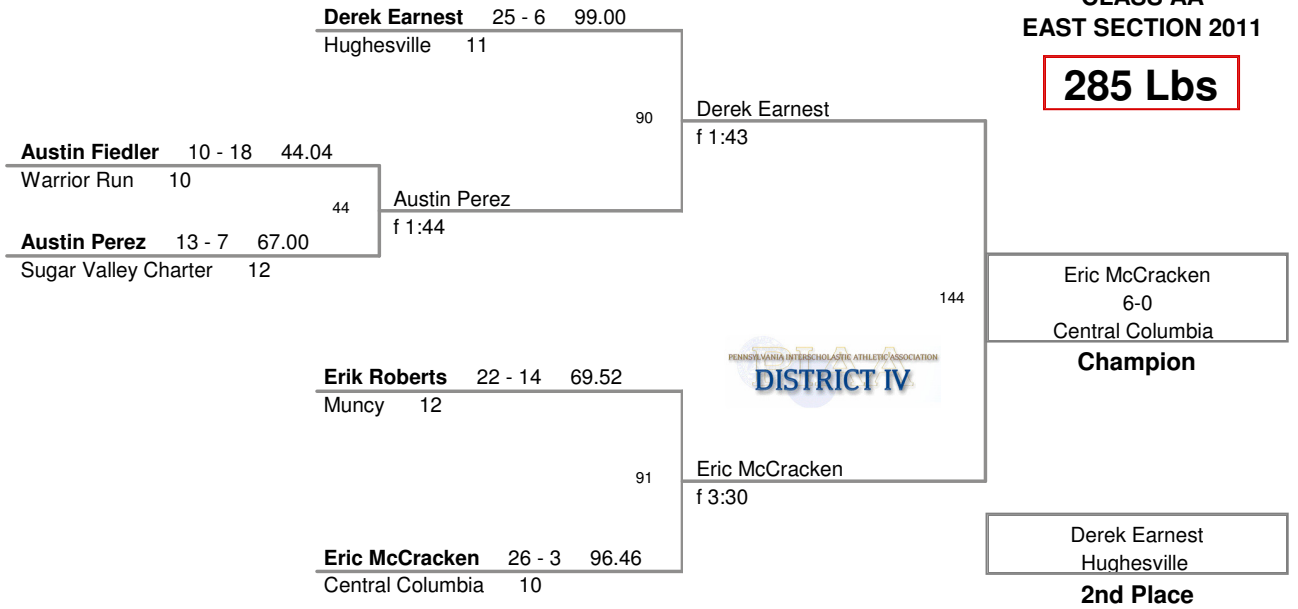 CLASS AA
EAST SECTION 2011
285 Lbs
Derek Earnest 25 - 6 99.00
Hughesville 11
90
Derek Earnest
f 1:43
Austin Fiedler 10 - 18 44.04
Warrior Run 10
44
Austin Perez
f 1:44
Austin Perez 13 - 7 67.00
Sugar Valley Charter 12
144
Eric McCracken
6-0
Central Columbia
Champion
PENNSYLVANIA INTERSCHOLASTIC ATHLETIC ASSOCIATION
PIAA
DISTRICT IV
Erik Roberts 22 - 14 69.52
Muncy 12
91
Eric McCracken
f 3:30
Eric McCracken 26 - 3 96.46
Central Columbia 10
Derek Earnest
Hughesville
2nd Place